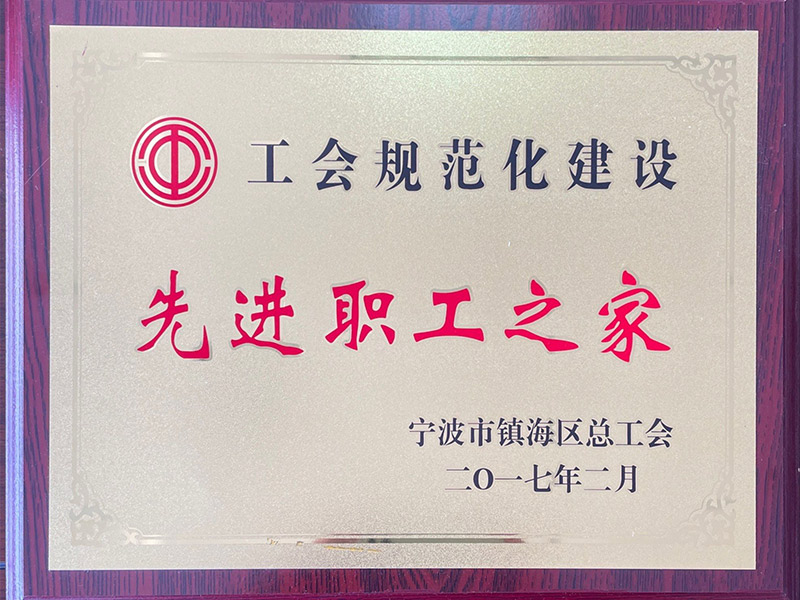 工会规范化建设
先进职工之家
宁波市镇海区总工会
二O一七年二月